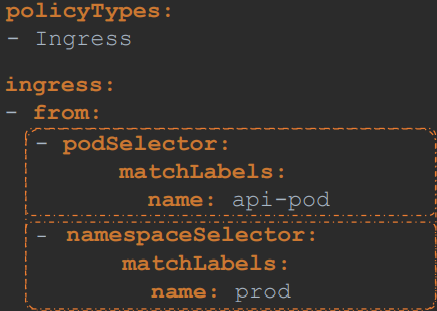 policyTypes:
- Ingress
ingress:
- from:
- podSelector:
matchLabels:
name: api-pod
- namespaceSelector:
matchLabels:
name: prod